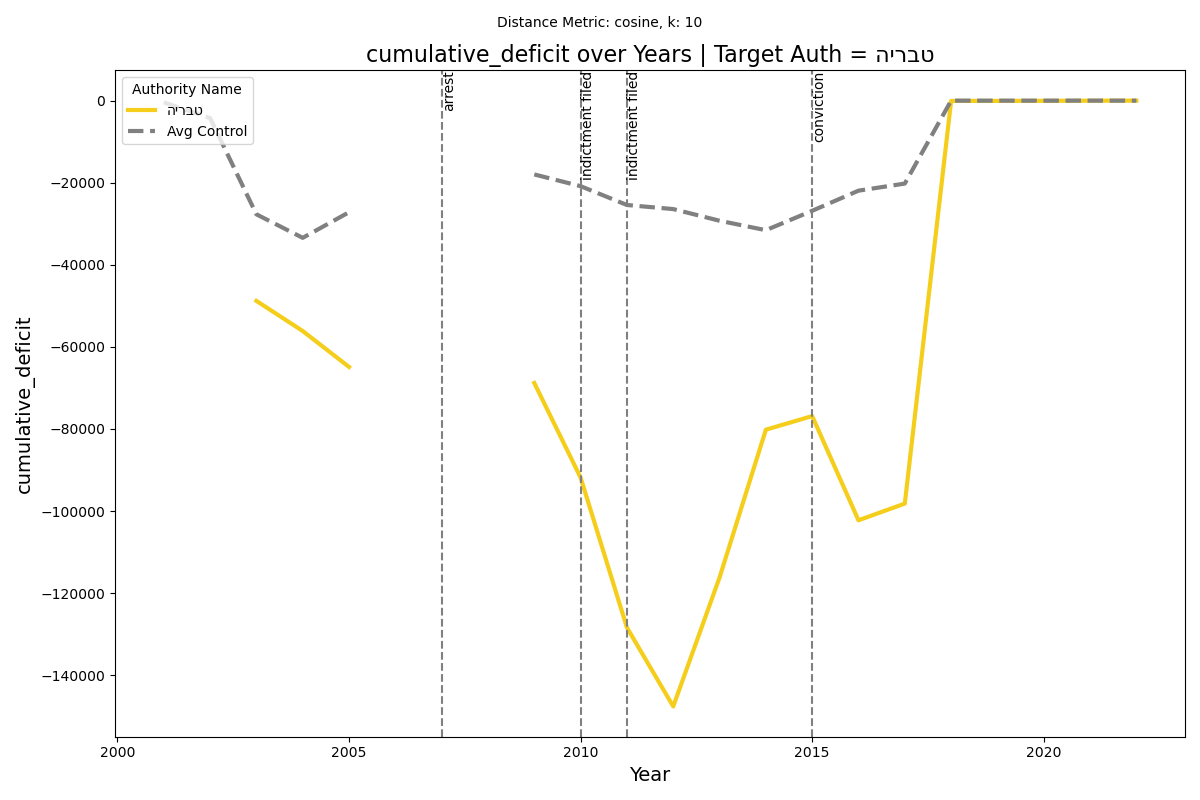 Distance Metric: cosine, k: 10
cumulative_deficit over Years | Target Auth = טבריה
Authority Name
טבריה
Avg Control
arrest
indictment filed
indictment filed
conviction
0
−20000
−40000
−60000
−80000
−100000
−120000
−140000
cumulative_deficit
2000
2005
2010
2015
2020
Year